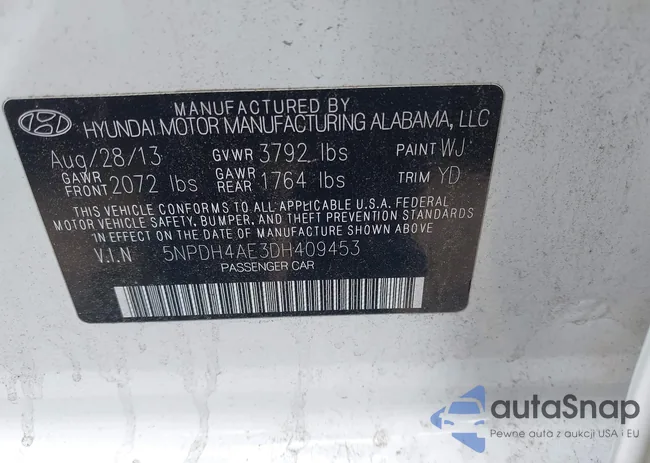 MANUFACTURED BY
HYUNDAI MOTOR MANUFACTURING ALABAMA, LLC
Aug/28/13 GVWR 3792 lbs PAINT WJ
GAWR FRONT 2072 lbs GAWR REAR 1764 lbs TRIM YD
THIS VEHICLE CONFORMS TO ALL APPLICABLE U.S.A. FEDERAL
MOTOR VEHICLE SAFETY, BUMPER, AND THEFT PREVENTION STANDARDS
IN EFFECT ON THE DATE OF MANUFACTURE SHOWN ABOVE.
V.I.N 5NPDH4AE3DH409453
PASSENGER CAR
autoSnap
Pewne auta z aukcji USA i EU